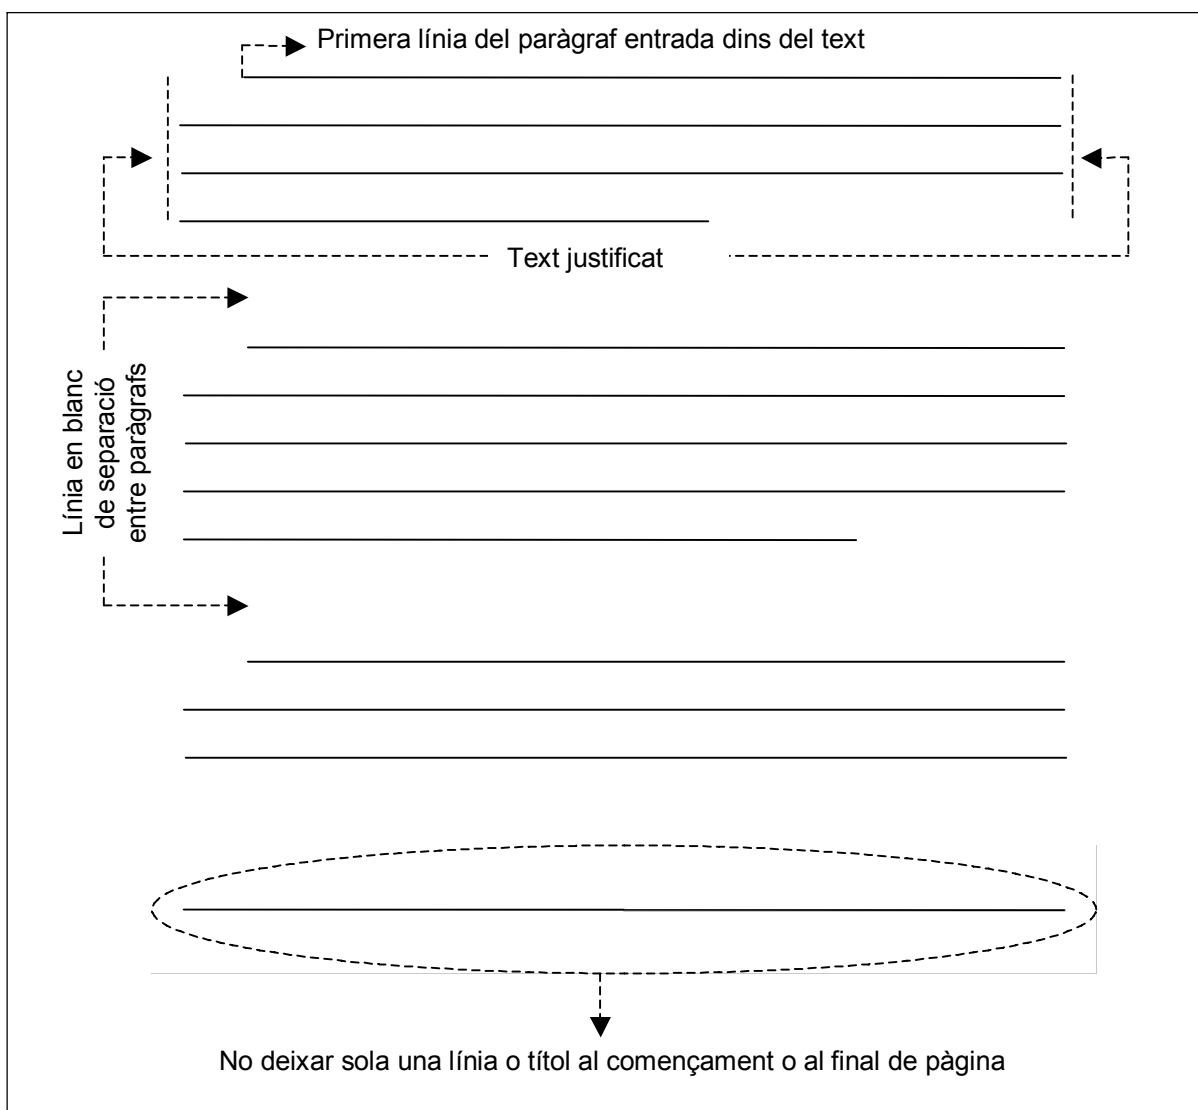 Primera línia del paràgraf entrada dins del text
Text justificat
Línia en blanc
de separació
entre paràgrafs
No deixar sola una línia o títol al començament o al final de pàgina